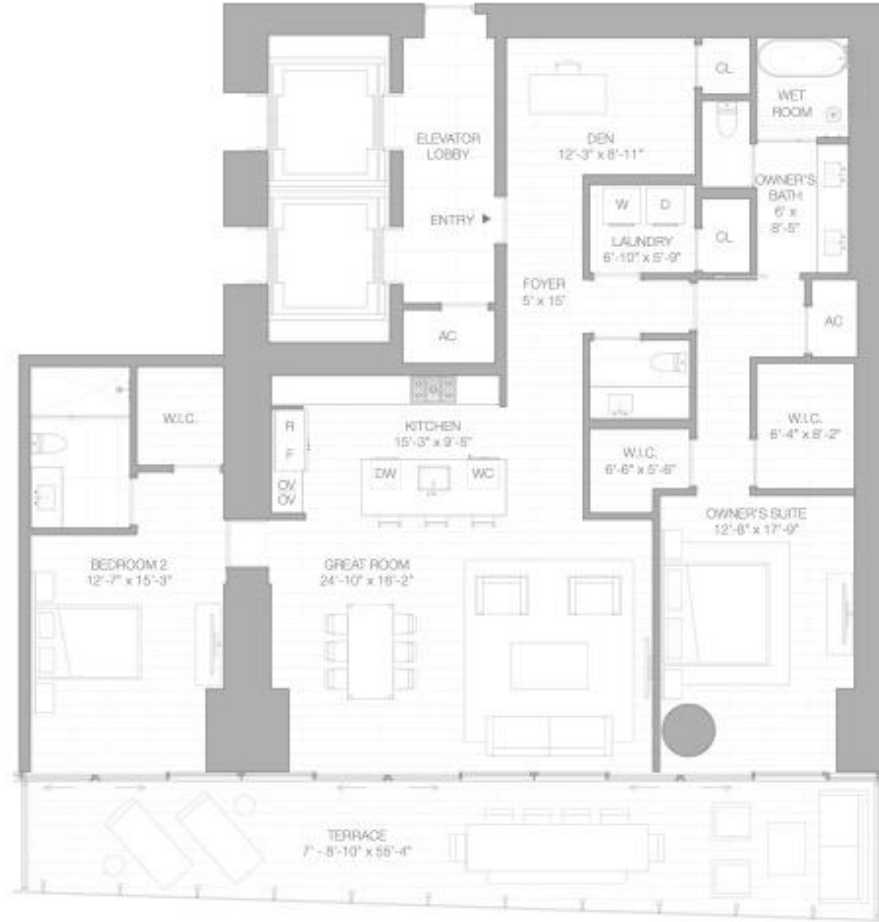 CL
WET
ROOM
ELEVATOR
LOBBY
DEN
12'-3" x 8'-11"
OWNER'S
BATH
6' x
8'-5"
W
D
ENTRY
LAUNDRY
6'-10" x 5'-9"
CL
FOYER
5' x 15'
AC
AC
W.I.C.
KITCHEN
15'-3" x 9'-5"
R
F
OV
OV
DW
WC
W.I.C.
6'-4" x 8'-2"
W.I.C.
6'-6" x 5'-6"
OWNER'S SUITE
12'-8" x 17'-9"
BEDROOM 2
12'-7" x 15'-3"
GREAT ROOM
24'-10" x 16'-2"
TERRACE
7' - 8'-10" x 55'-4"